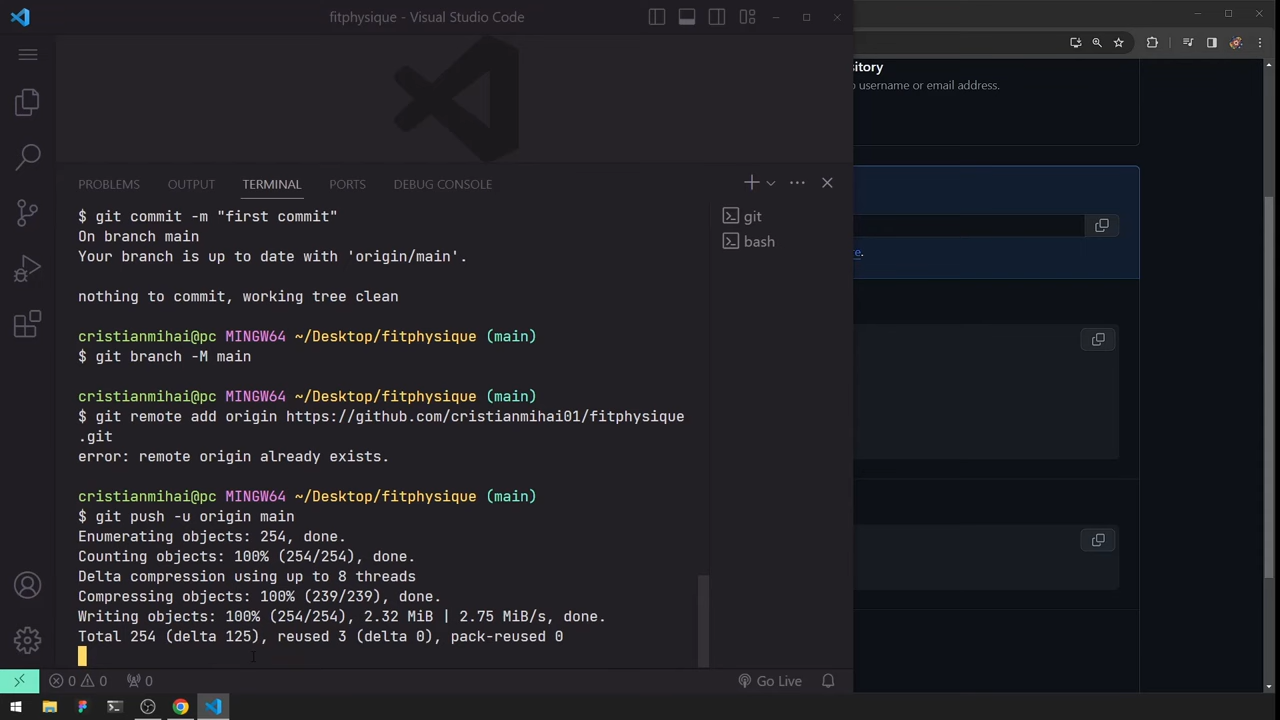 fitphysique - Visual Studio Code
PROBLEMS OUTPUT TERMINAL PORTS DEBUG CONSOLE
$ git commit -m "first commit"
On branch main
Your branch is up to date with 'origin/main'.
nothing to commit, working tree clean
cristianmihai@pc MINGW64 ~/Desktop/fitphysique (main)
$ git branch -M main
cristianmihai@pc MINGW64 ~/Desktop/fitphysique (main)
$ git remote add origin https://github.com/cristianmihai01/fitphysique
.git
error: remote origin already exists.
cristianmihai@pc MINGW64 ~/Desktop/fitphysique (main)
$ git push -u origin main
Enumerating objects: 254, done.
Counting objects: 100% (254/254), done.
Delta compression using up to 8 threads
Compressing objects: 100% (239/239), done.
Writing objects: 100% (254/254), 2.32 MiB | 2.75 MiB/s, done.
Total 254 (delta 125), reused 3 (delta 0), pack-reused 0
git
bash
0 0 0 Go Live
sitory
username or email address.
e.